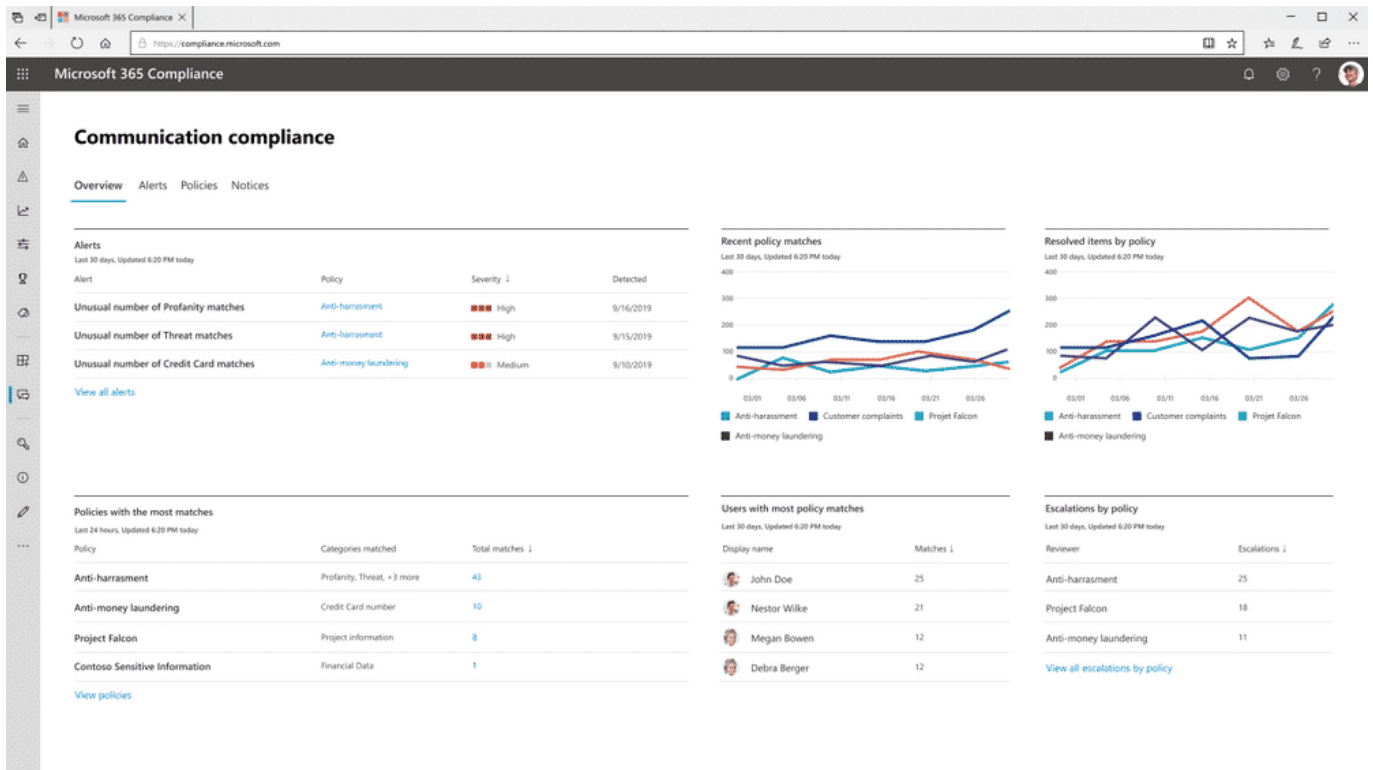 Microsoft 365 Compliance
https://compliance.microsoft.com
Microsoft 365 Compliance
Communication compliance
Overview Alerts Policies Notices
Alerts
Last 30 days, Updated 6:20 PM today
Alert Policy Severity ↓ Detected
Unusual number of Profanity matches Anti-harrasment High 9/16/2019
Unusual number of Threat matches Anti-harrasment High 9/15/2019
Unusual number of Credit Card matches Anti-money laundering Medium 9/10/2019
View all alerts
Recent policy matches
Last 30 days, Updated 6:20 PM today
400
300
200
100
0
03/01 03/06 03/11 03/16 03/21 03/26
Anti-harassment Customer complaints Projet Falcon
Anti-money laundering
Resolved items by policy
Last 30 days, Updated 6:20 PM today
400
300
200
100
0
03/01 03/06 03/11 03/16 03/21 03/26
Anti-harassment Customer complaints Projet Falcon
Anti-money laundering
Policies with the most matches
Last 24 hours, Updated 6:20 PM today
Policy Categories matched Total matches ↓
Anti-harrasment Profanity, Threat, +3 more 43
Anti-money laundering Credit Card number 10
Project Falcon Project information 8
Contoso Sensitive Information Financial Data 1
View policies
Users with most policy matches
Last 30 days, Updated 6:20 PM today
Display name Matches ↓
John Doe 25
Nestor Wilke 21
Megan Bowen 12
Debra Berger 12
Escalations by policy
Last 30 days, Updated 6:20 PM today
Reviewer Escalations ↓
Anti-harrasment 25
Project Falcon 18
Anti-money laundering 11
View all escalations by policy